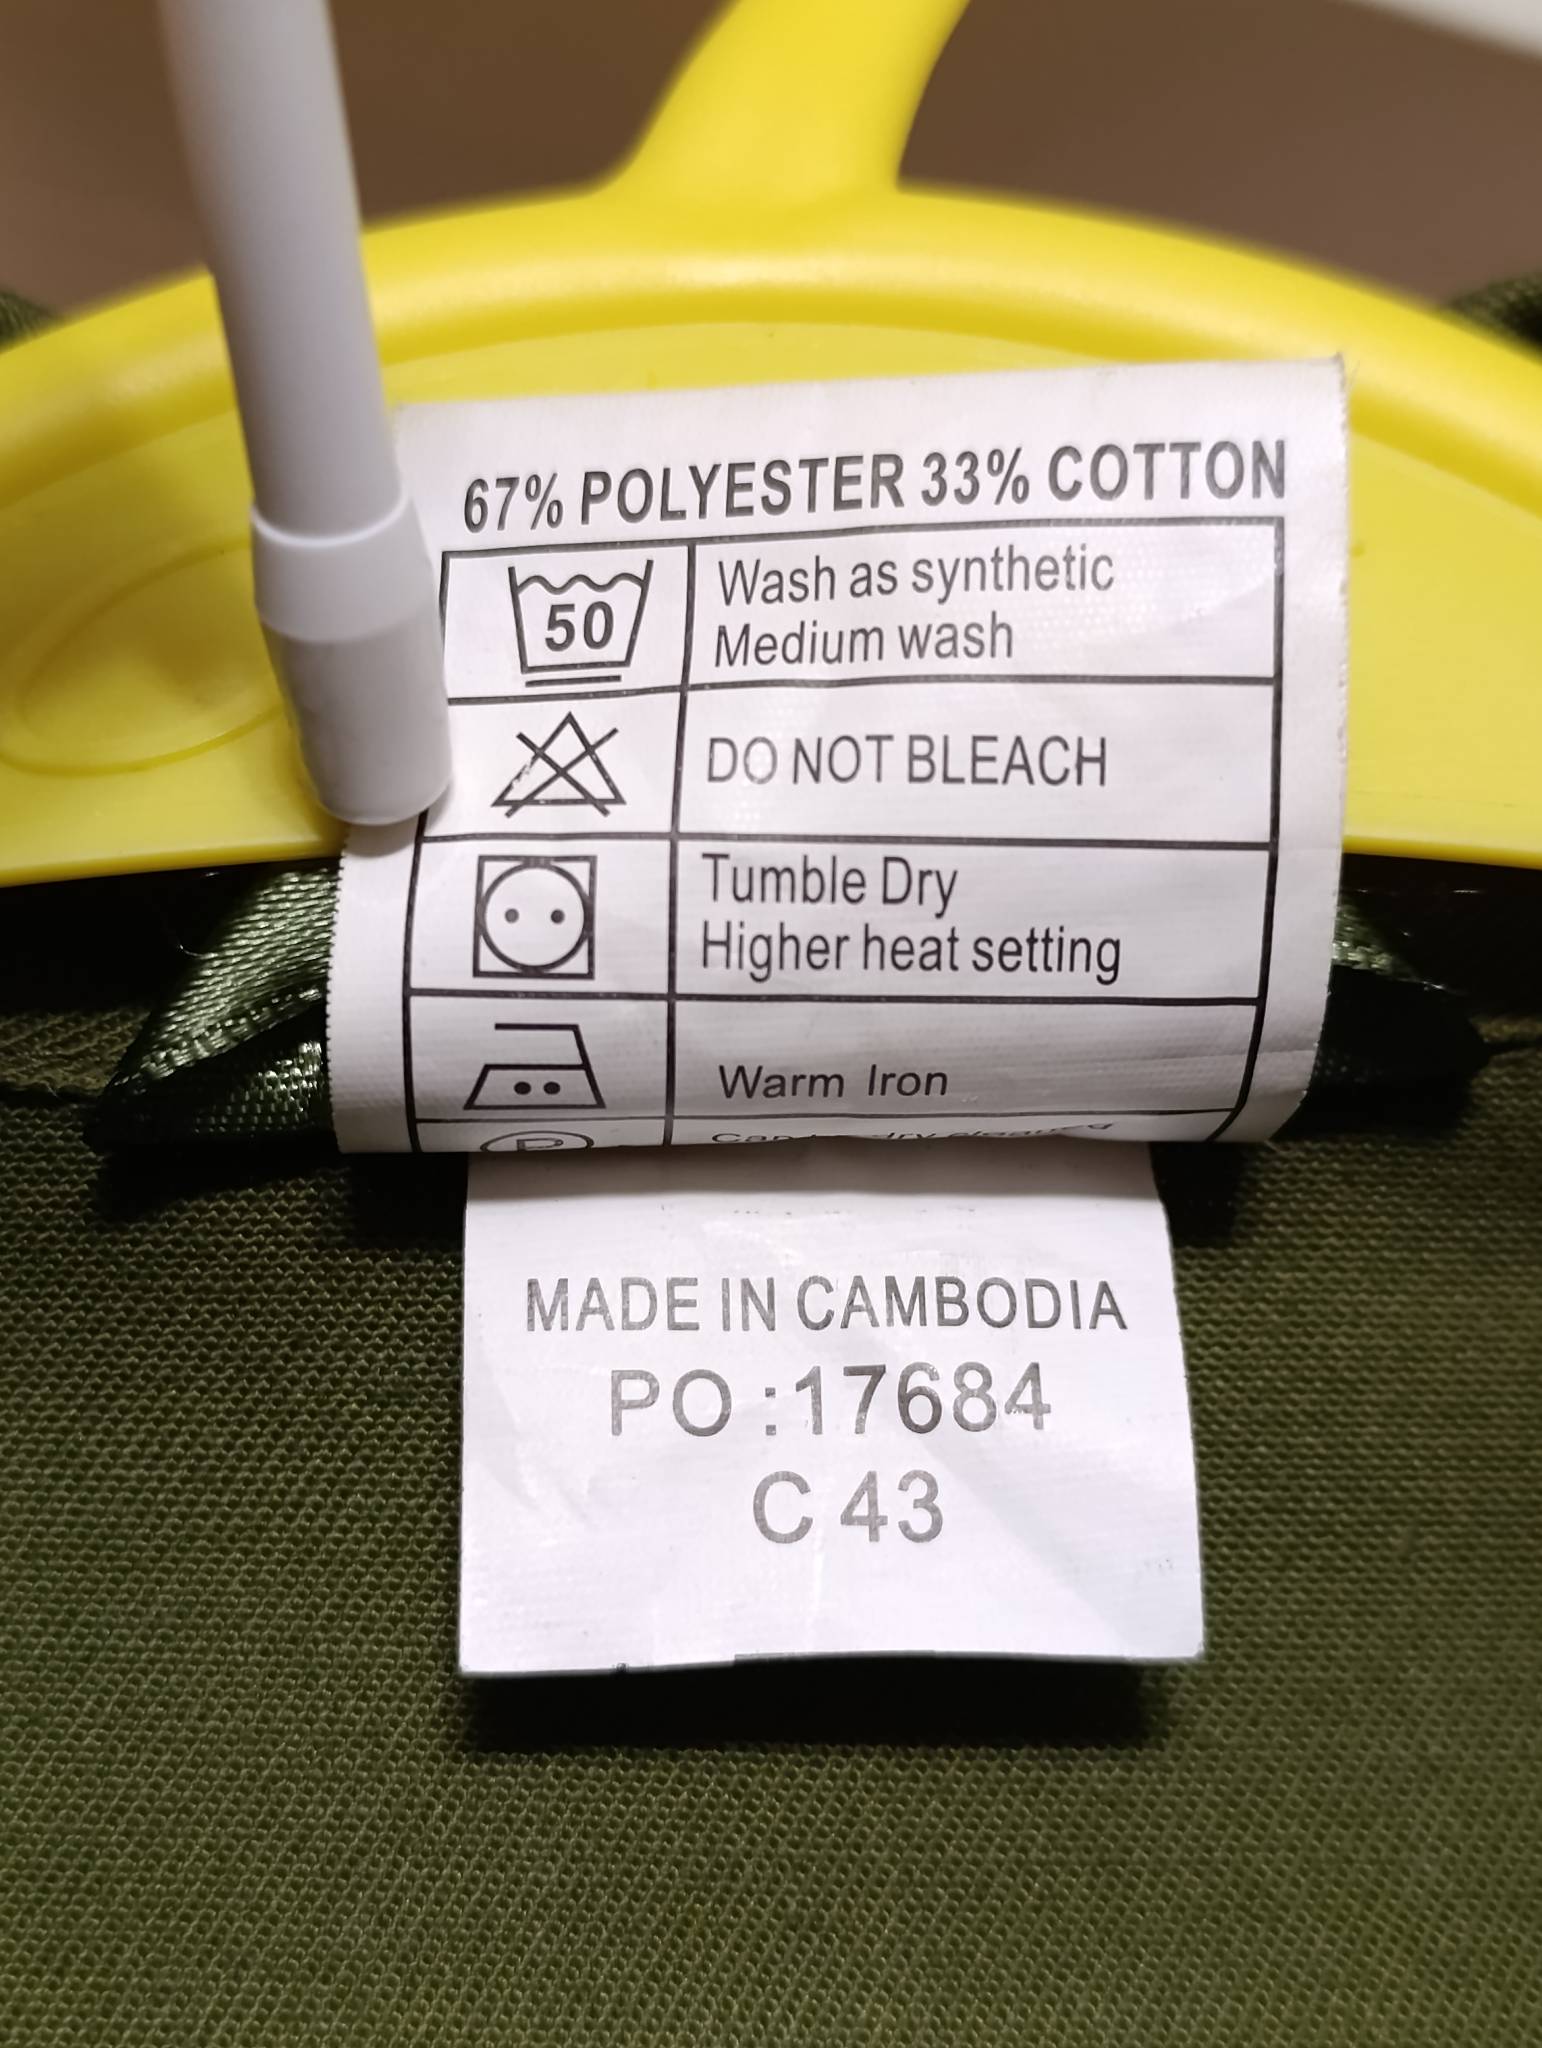 67% POLYESTER 33% COTTON
50
Wash as synthetic
Medium wash
DO NOT BLEACH
Tumble Dry
Higher heat setting
Warm Iron
P
MADE IN CAMBODIA
PO :17684
C 43